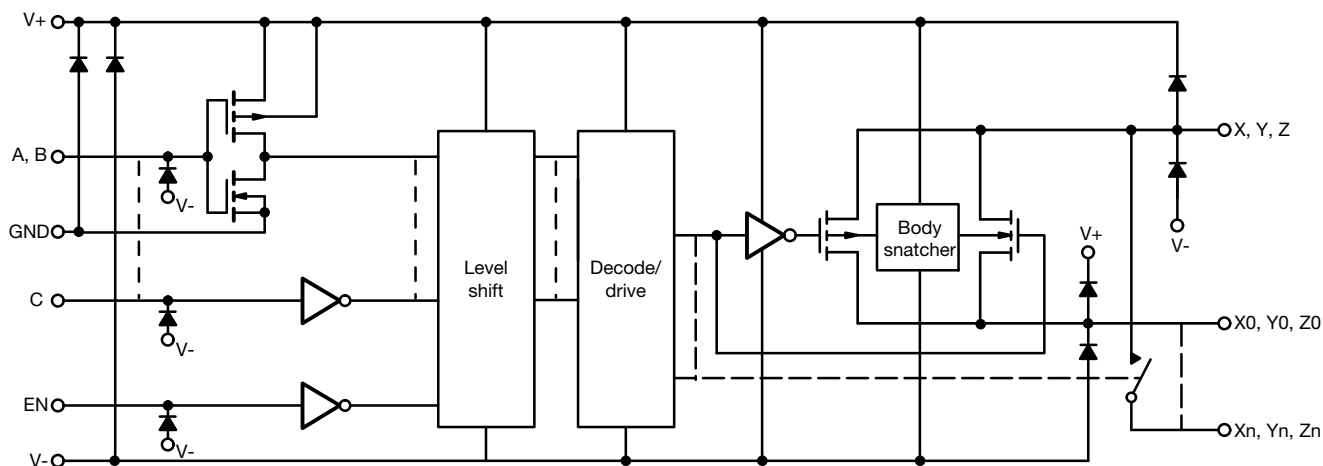 V+
A, B
V-
GND
C
V-
EN
V-
V-
Level
shift
Decode/
drive
Body
snatcher
X, Y, Z
V-
V+
X0, Y0, Z0
Xn, Yn, Zn